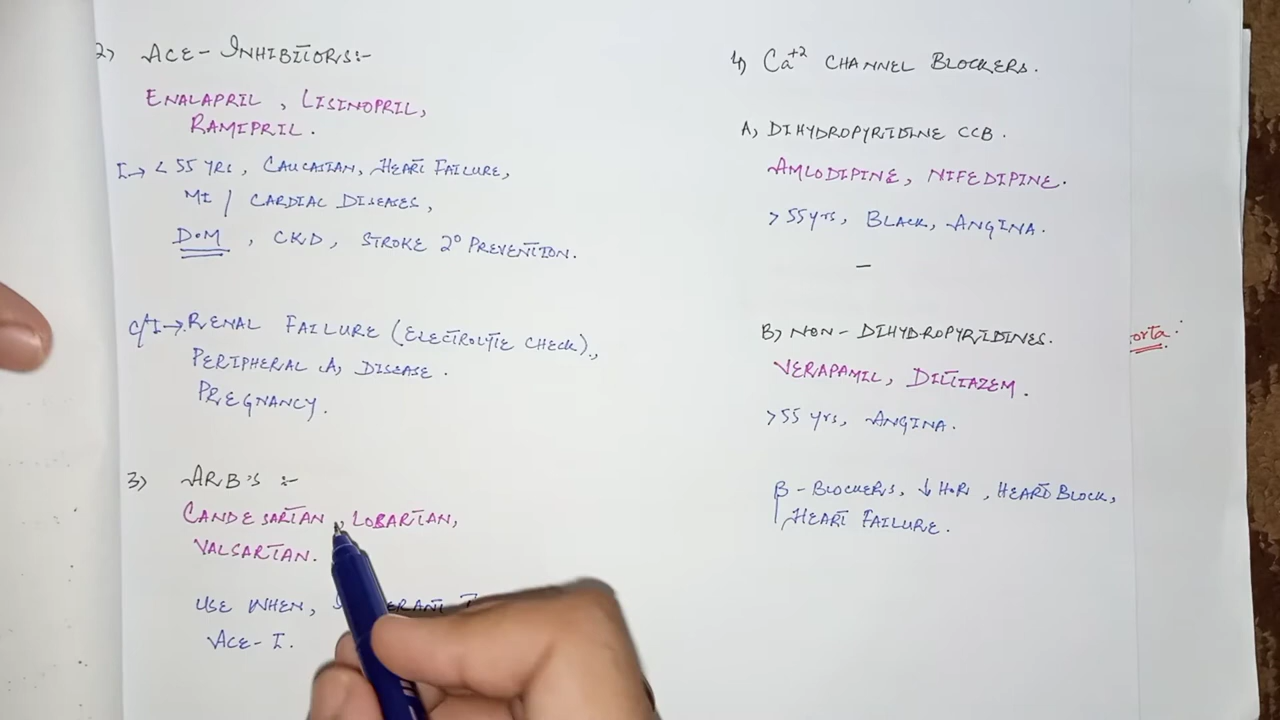 2) ACE-INHIBITORS:-
ENALAPRIL, LISINOPRIL,
RAMIPRIL.
I→ < 55 YRS, CAUCASIAN, HEART FAILURE,
MI / CARDIAL DISEASES,
D·M, CKD, STROKE 2° PREVENTION.
C/I→ RENAL FAILURE (ELECTROLYTE CHECK).,
PERIPHERAL A, DISEASE.
PREGNANCY.
3) ARB'S :-
CANDESARTAN, LOSARTAN,
VALSARTAN.
USE WHEN,
ACE-I.
4) Ca+2 CHANNEL BLOCKERS.
A, DIHYDROPYRIDINE CCB.
AMLODIPINE, NIFEDIPINE.
> 55 yrs, BLACK, ANGINA.
–
B, NON-DIHYDROPYRIDINES.
VERAPAMIL, DILTIAZEM.
> 55 yrs, ANGINA.
β-BLOCKERS, ↓ H·R, HEART BLOCK,
HEART FAILURE.
orta: